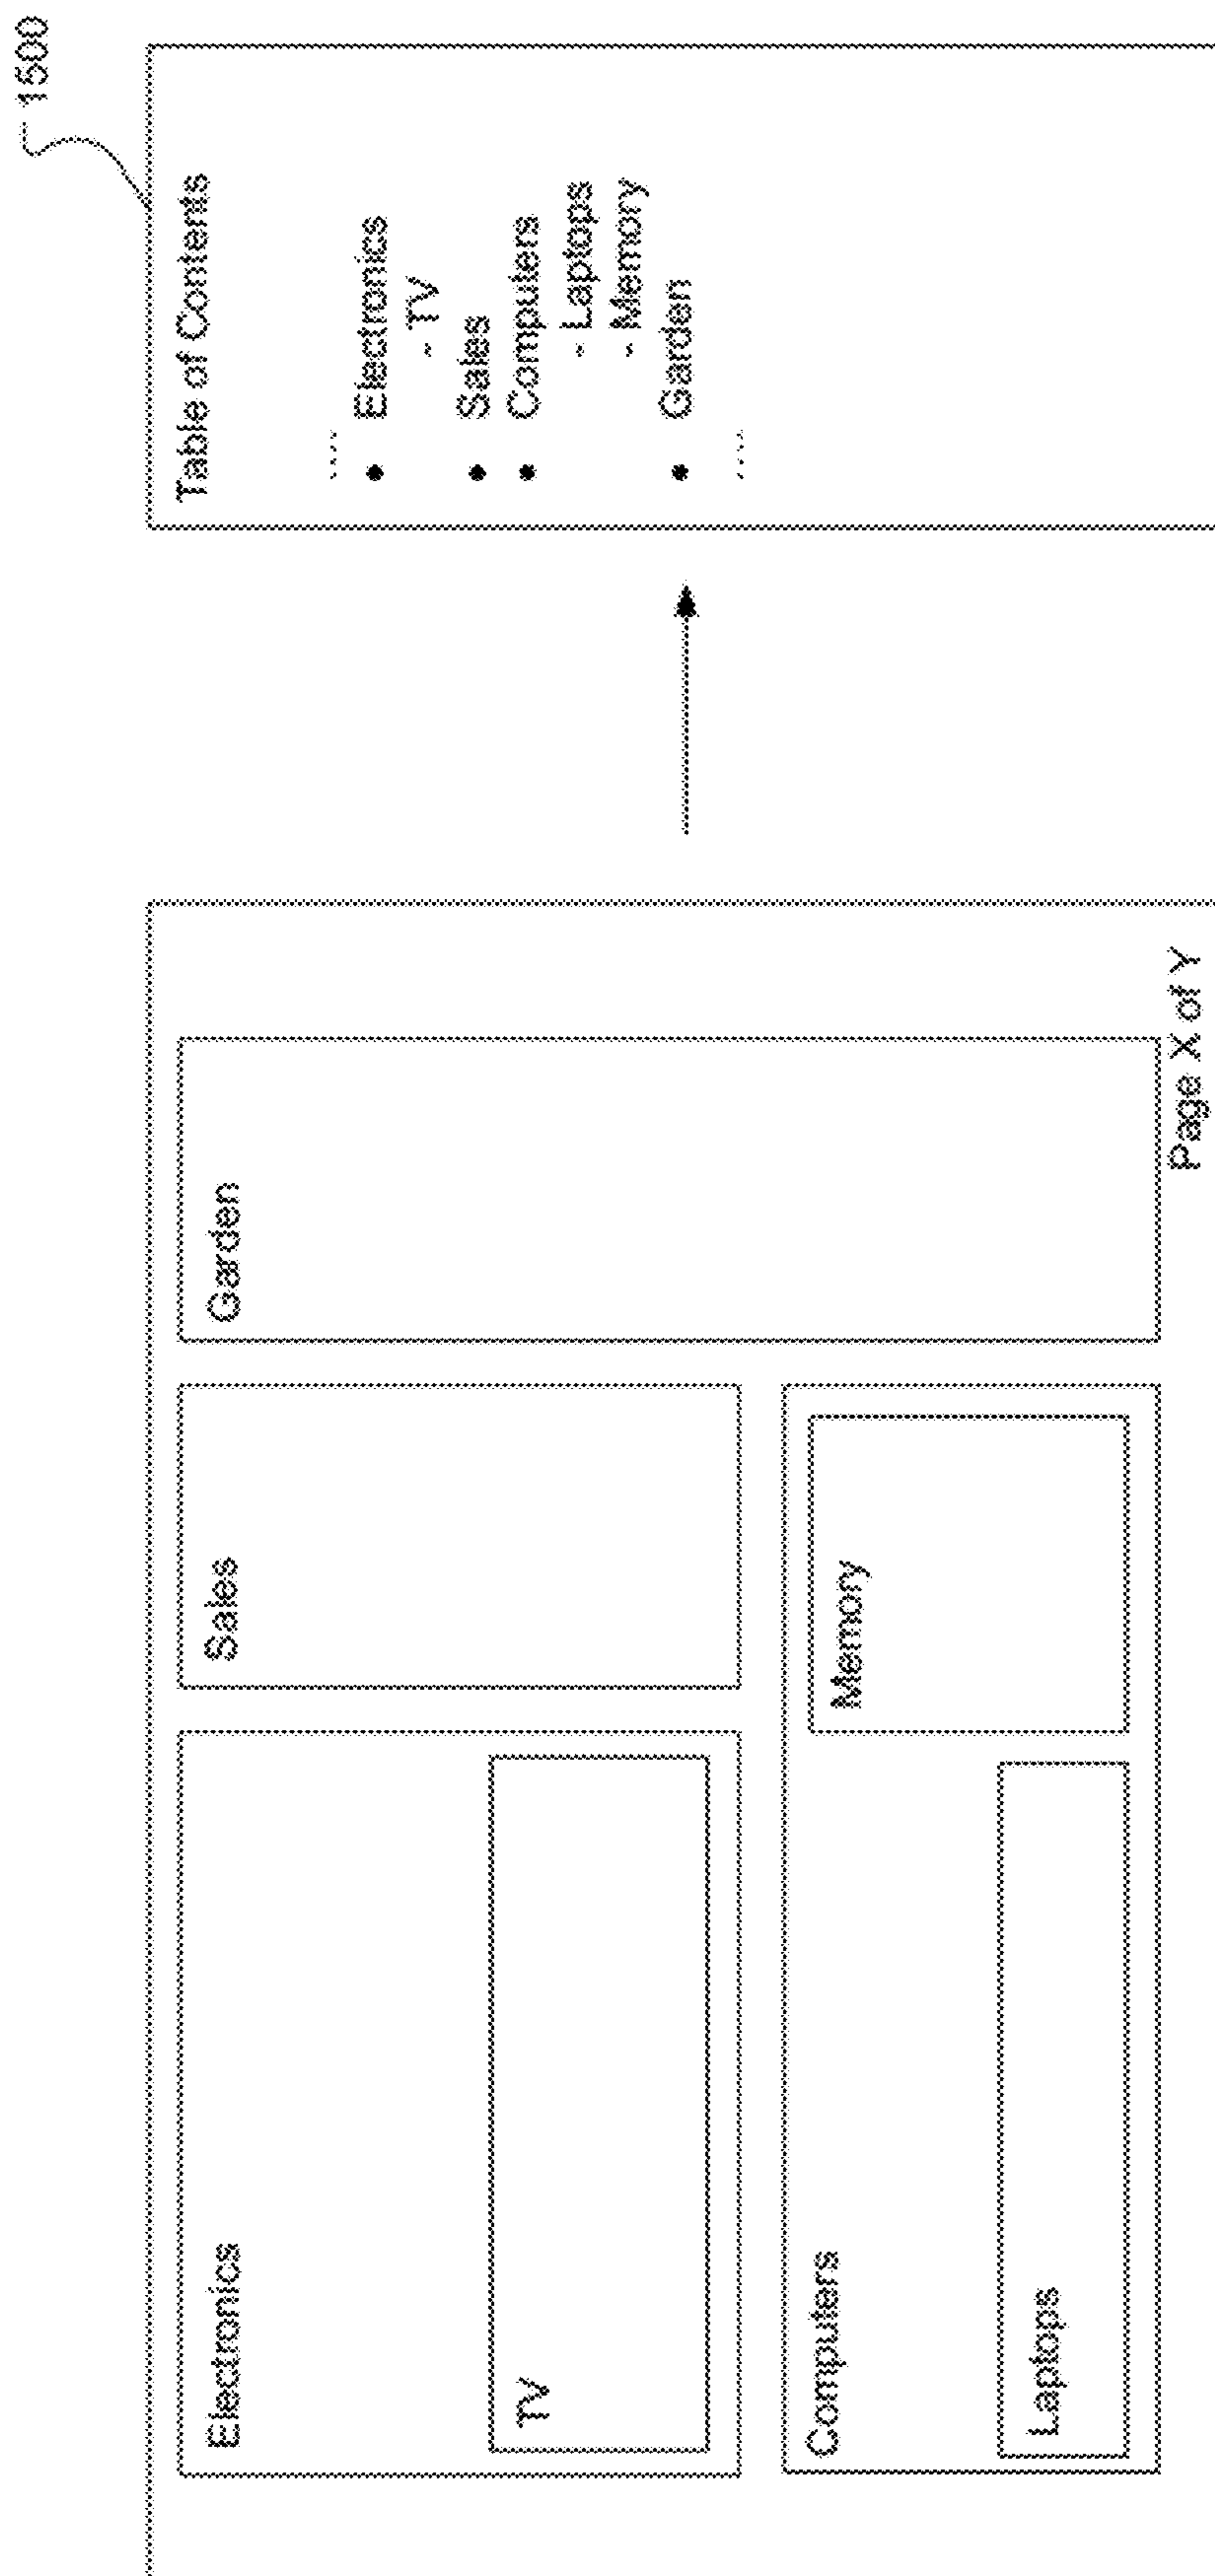 Electronics
TV
Sales
Computers
Laptops
Memory
Garden
Page X of Y
1500
Table of Contents
....
• Electronics
- TV
• Sales
• Computers
- Laptops
- Memory
• Garden
....